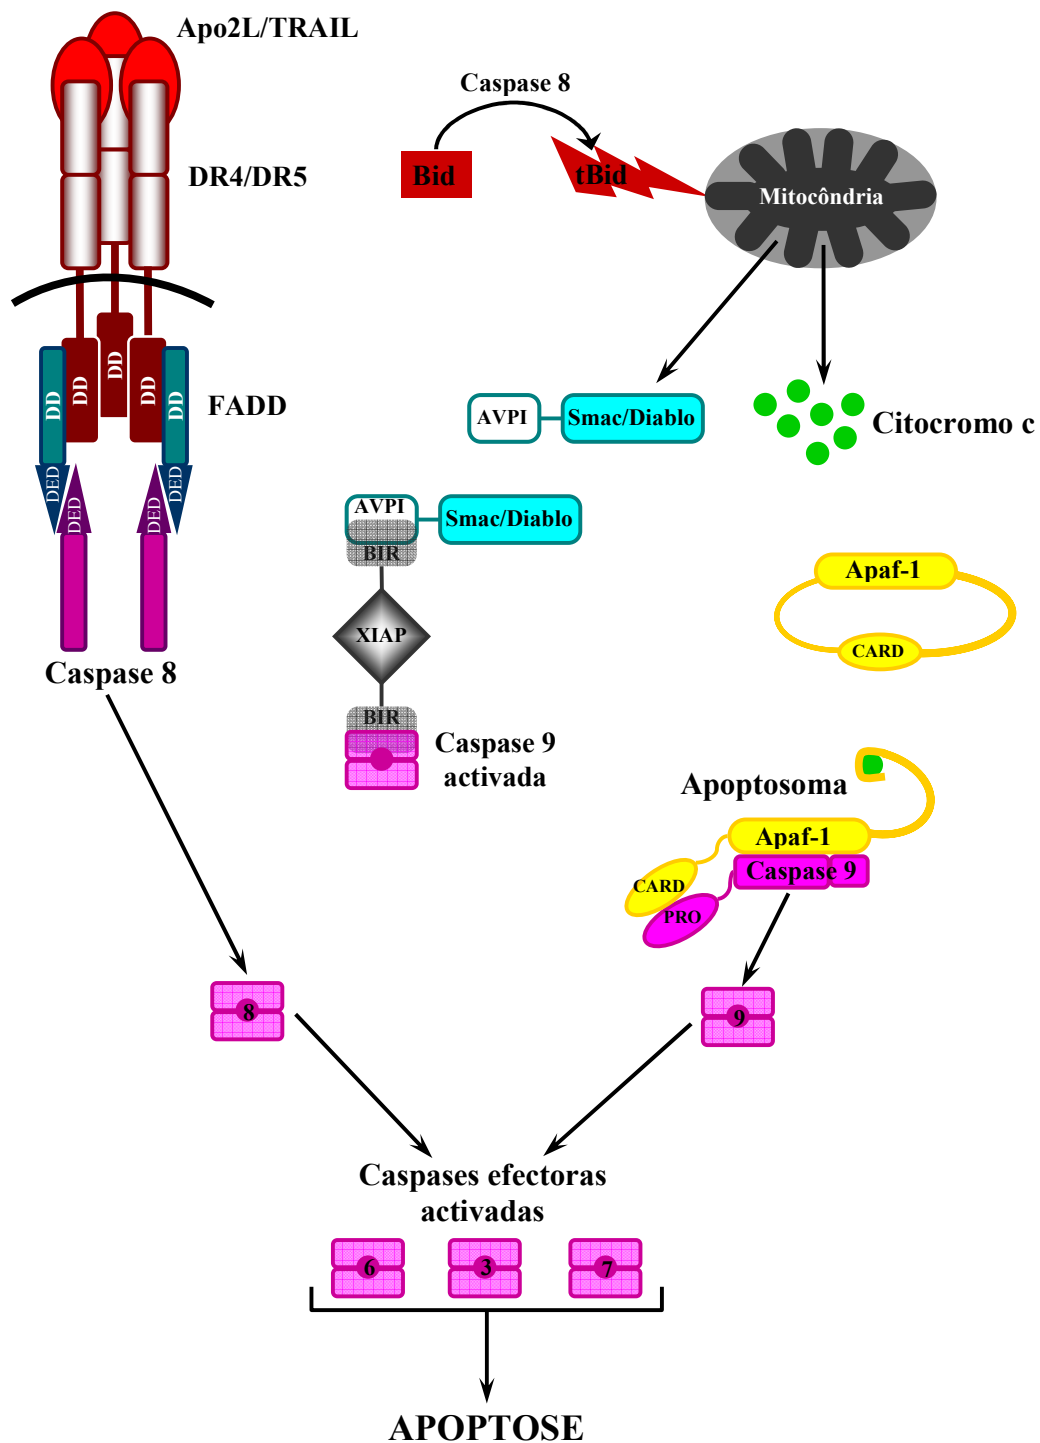 Apo2L/TRAIL
DR4/DR5
DD
DD
DD
DD
DD
FADD
DED
DED
DED
DED
Caspase 8
Caspase 8
Bid
tBid
Mitocôndria
AVPI
Smac/Diablo
Citocromo c
AVPI
Smac/Diablo
BIR
XIAP
BIR
Caspase 9
activada
Apaf-1
CARD
Apoptosoma
Apaf-1
Caspase 9
CARD
PRO
8
9
Caspases efectoras
activadas
6
3
7
APOPTOSE